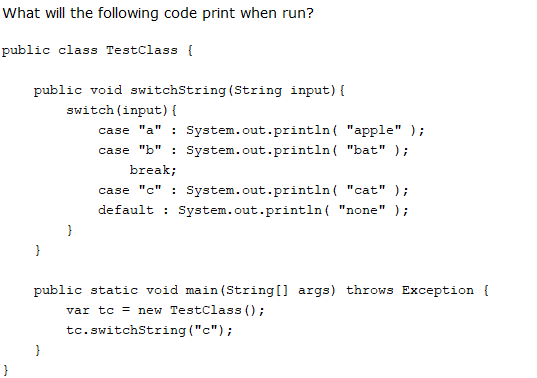 What will the following code print when run?
public class TestClass {
public void switchString(String input){
switch(input){
case "a" : System.out.println( "apple" );
case "b" : System.out.println( "bat" );
break;
case "c" : System.out.println( "cat" );
default : System.out.println( "none" );
}
}
public static void main(String[] args) throws Exception {
var tc = new TestClass();
tc.switchString("c");
}
}